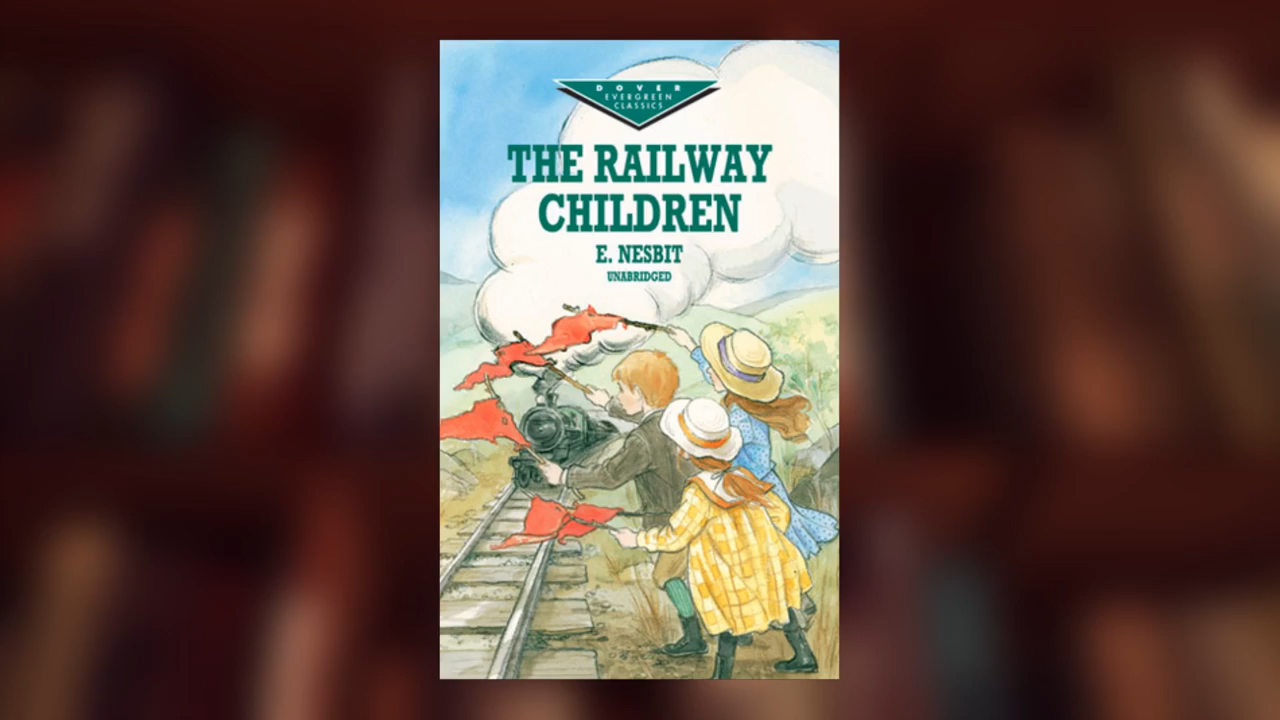 DOVER
EVERGREEN
CLASSICS
THE RAILWAY
CHILDREN
E. NESBIT
UNABRIDGED